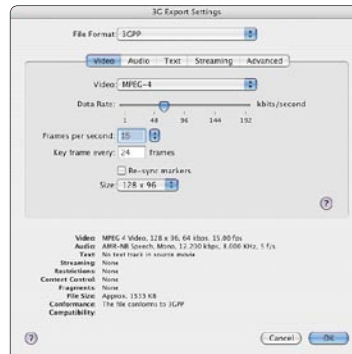 3G Export Settings
File Format: 3GPP
Video Audio Text Streaming Advanced
Video: MPEG-4
Data Rate: kbits/second
1 48 96 144 192
Frames per second: 15
Key frame every: 24 frames
Re-sync markers
Size: 128 x 96
?
Video: MPEG-4 Video, 128 x 96, 64 kbps, 15.00 fps
Audio: AMR-NB Speech, Mono, 12.200 kbps, 8.000 KHz, 5 f/s
Text: No text track in source movie
Streaming: None
Restrictions: None
Content Control: None
Fragments: None
File Size: Approx. 1533 KB
Conformance: The file conforms to 3GPP
Compatibility:
? Cancel OK